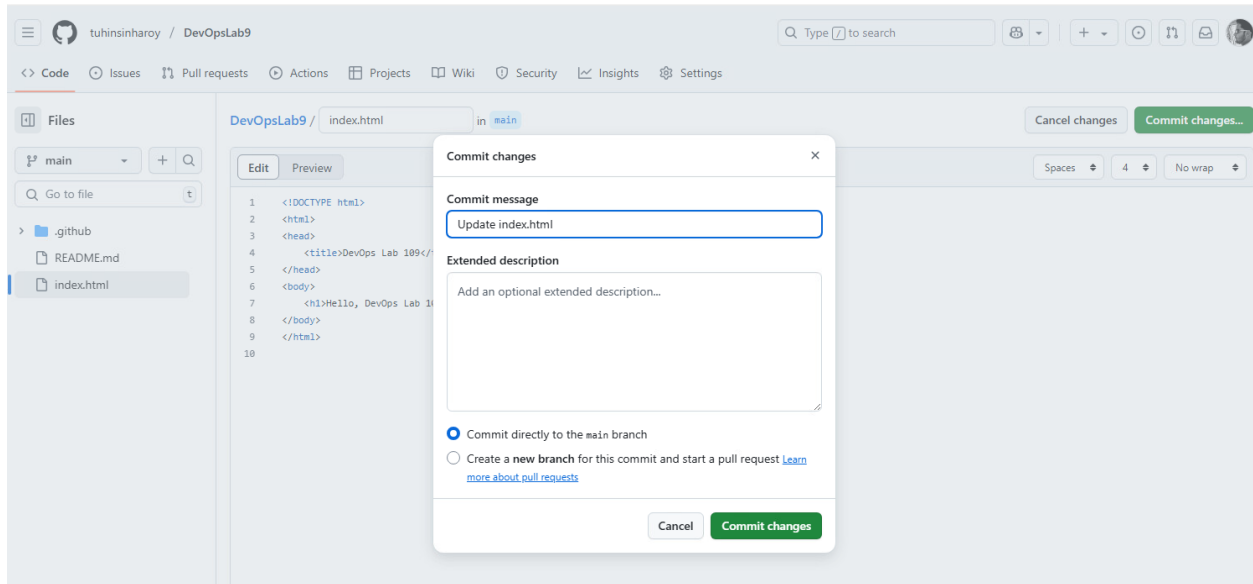 tuhinsinharoy / DevOpsLab9
Type / to search
Code Issues Pull requests Actions Projects Wiki Security Insights Settings
Files
main
Go to file t
.github
README.md
index.html
DevOpsLab9 / index.html in main
Cancel changes Commit changes...
Edit Preview
Spaces 4 No wrap
1 <!DOCTYPE html>
2 <html>
3 <head>
4 <title>DevOps Lab 109</
5 </head>
6 <body>
7 <h1>Hello, DevOps Lab
8 </body>
9 </html>
10
Commit changes
Commit message
Update index.html
Extended description
Add an optional extended description...
Commit directly to the main branch
Create a new branch for this commit and start a pull request Learn
more about pull requests
Cancel Commit changes